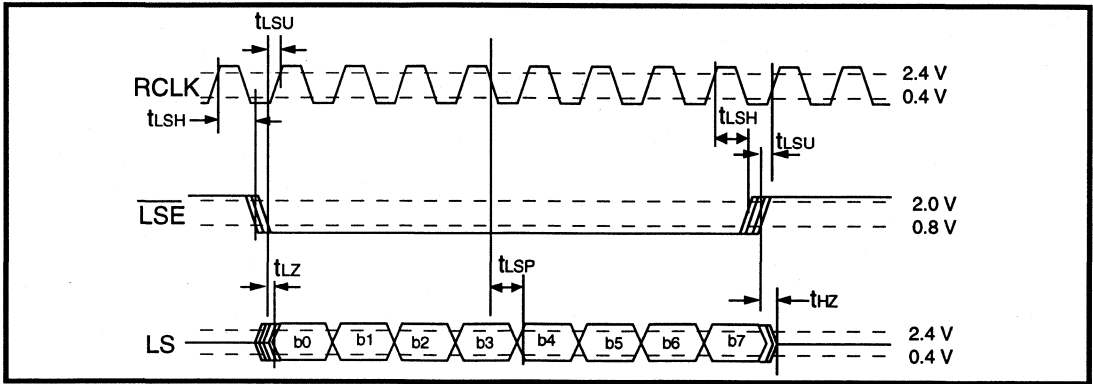 tLSU
RCLK
2.4 V
0.4 V
tLSH
tLSH
tLSU
LSE
2.0 V
0.8 V
tLZ
tLSP
tHZ
LS
b0 b1 b2 b3 b4 b5 b6 b7
2.4 V
0.4 V